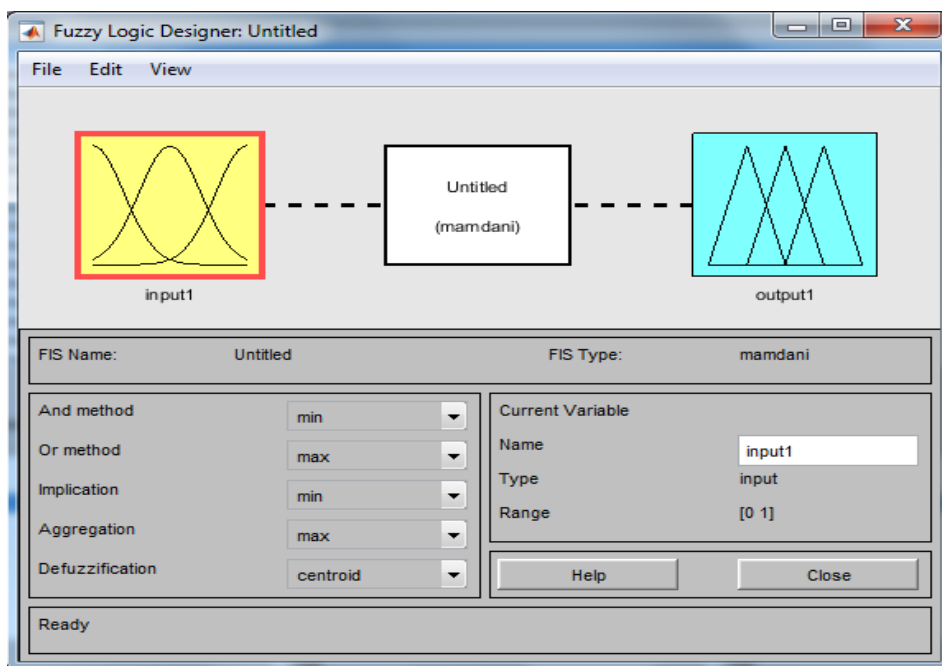 Fuzzy Logic Designer: Untitled
File Edit View
Untitled
(mamdani)
input1
output1
FIS Name: Untitled FIS Type: mamdani
And method min
Or method max
Implication min
Aggregation max
Defuzzification centroid
Current Variable
Name input1
Type input
Range [0 1]
Help Close
Ready